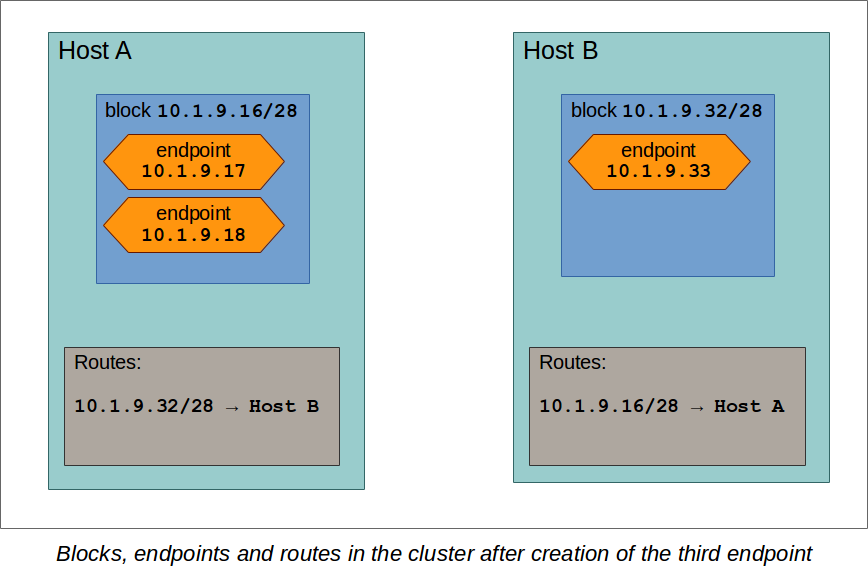 Host A
block 10.1.9.16/28
endpoint
10.1.9.17
endpoint
10.1.9.18
Routes:
10.1.9.32/28 → Host B
Host B
block 10.1.9.32/28
endpoint
10.1.9.33
Routes:
10.1.9.16/28 → Host A
Blocks, endpoints and routes in the cluster after creation of the third endpoint